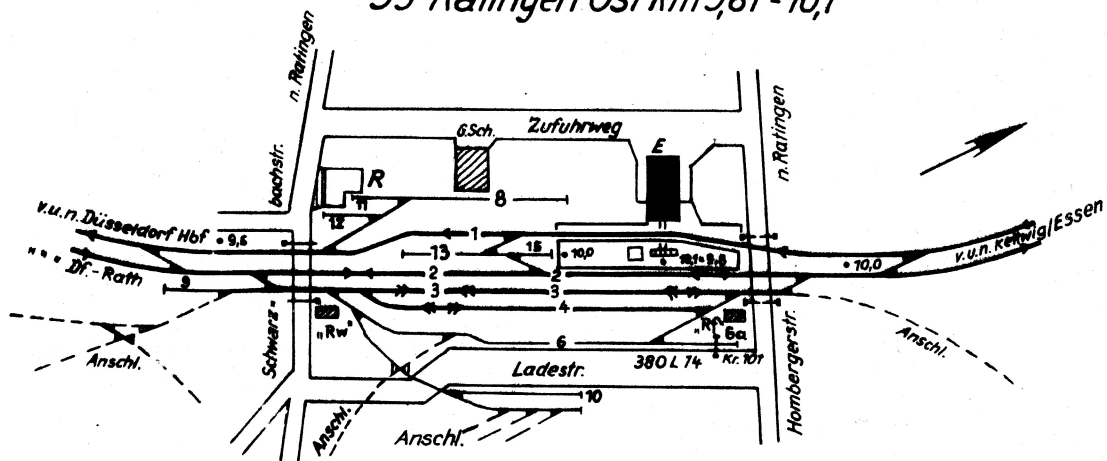 Ratingen Ost km 9,81 - 10,1
n. Ratingen
Zufuhrweg
G.Sch.
E
n. Ratingen
bachstr.
R
11
8
12
v.u.n. Düsseldorf Hbf
9,6
1
13
15
10,0
v.u.n. Kettwig/Essen
10,0
" " " Df-Rath
2
2
9
3
3
4
"Rw"
6a
6
Schwarz=
Anschl.
380 L 74
Kr. 101
Ladestr.
Anschl.
Hombergerstr.
10
Anschl.
Anschl.